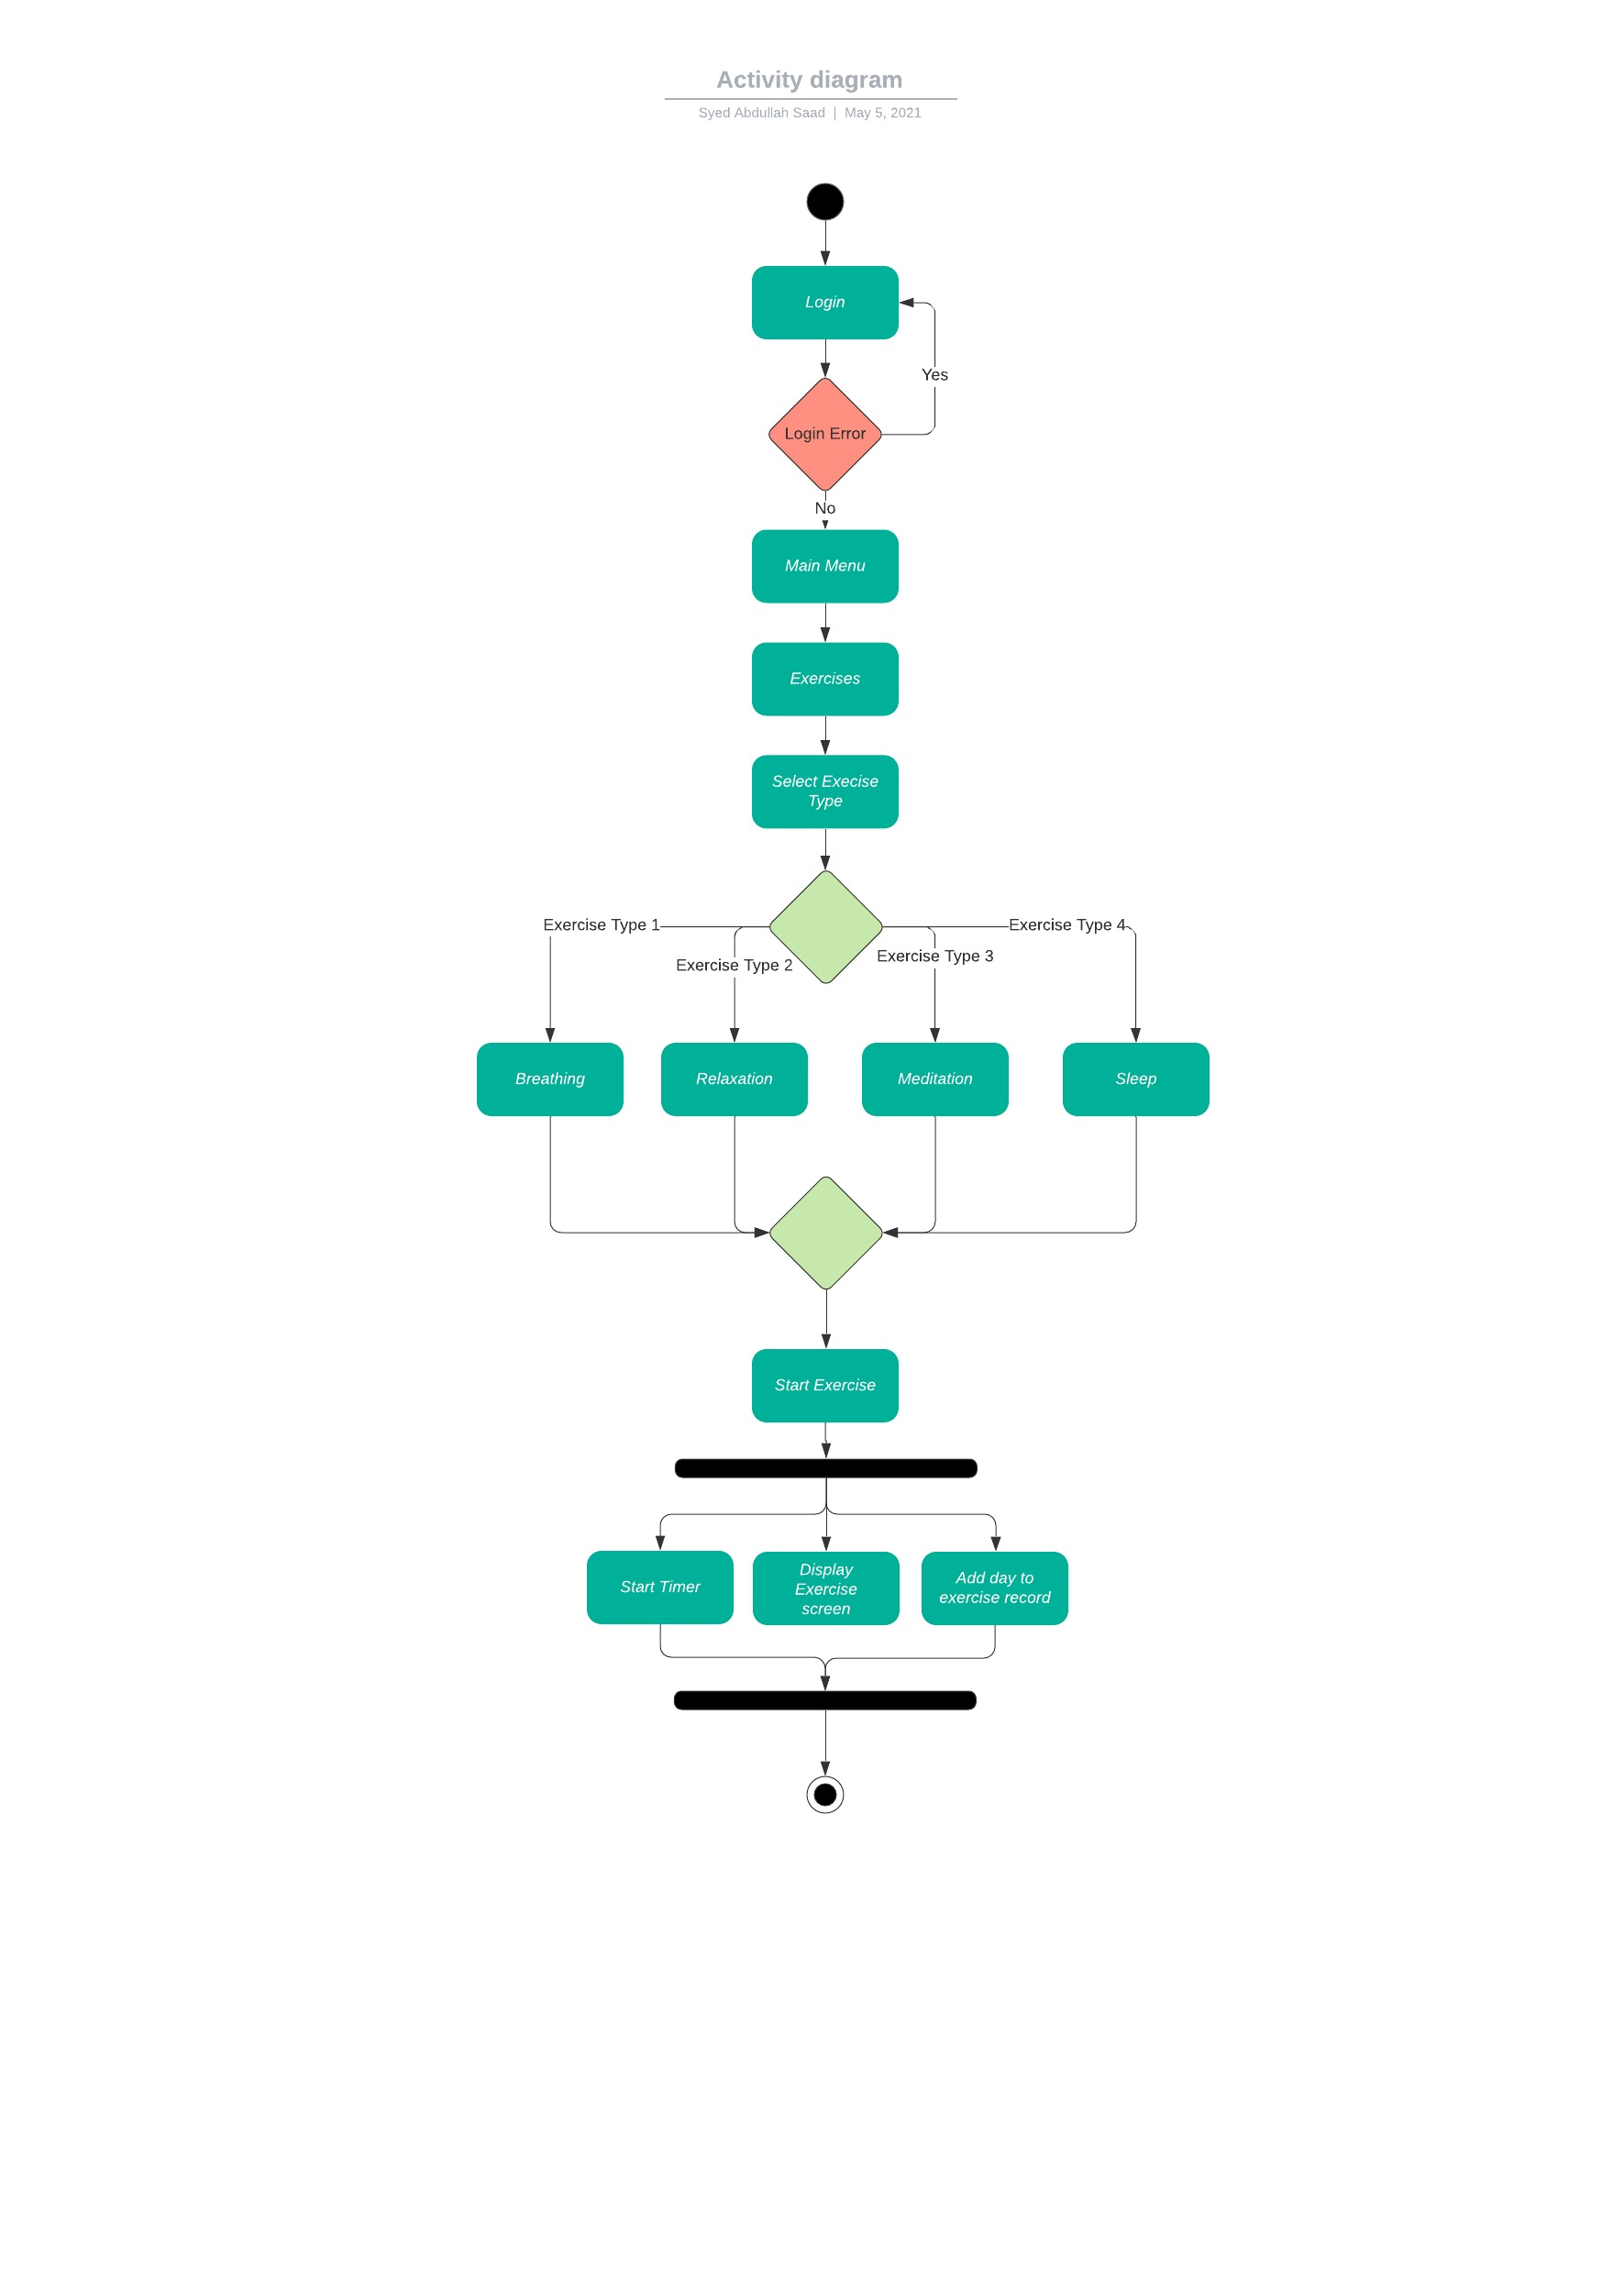 Activity diagram
Syed Abdullah Saad | May 5, 2021
Login
Yes
Login Error
No
Main Menu
Exercises
Select Execise
Type
Exercise Type 1
Exercise Type 4
Exercise Type 2
Exercise Type 3
Breathing
Relaxation
Meditation
Sleep
Start Exercise
Start Timer
Display
Exercise
screen
Add day to
exercise record